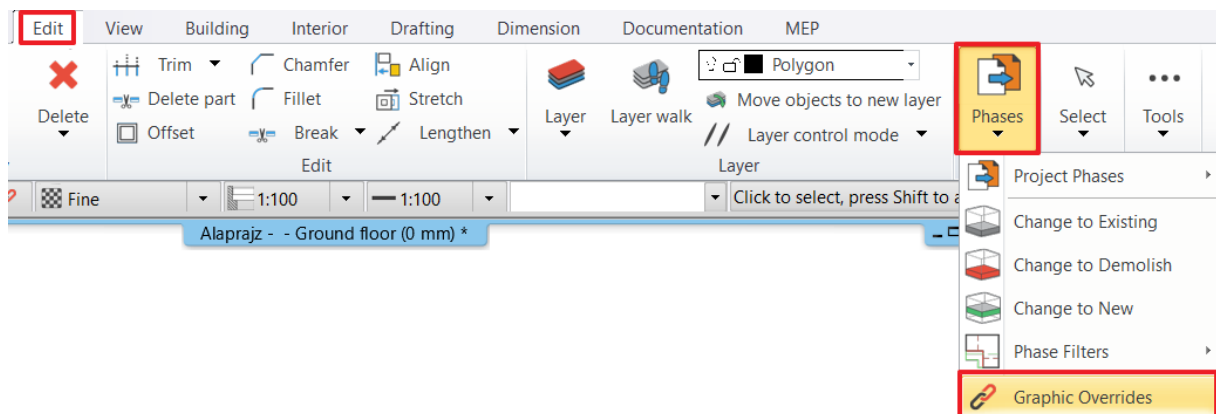 Edit View Building Interior Drafting Dimension Documentation MEP
Trim Chamfer Align
Polygon
Delete part Fillet Stretch
Move objects to new layer
Delete
Layer Layer walk
Phases Select Tools
Offset Break Lengthen
Layer control mode
Edit Layer
Project Phases
Fine 1:100 1:100 Click to select, press Shift to a
Change to Existing
Alaprajz - - Ground floor (0 mm) *
Change to Demolish
Change to New
Phase Filters
Graphic Overrides